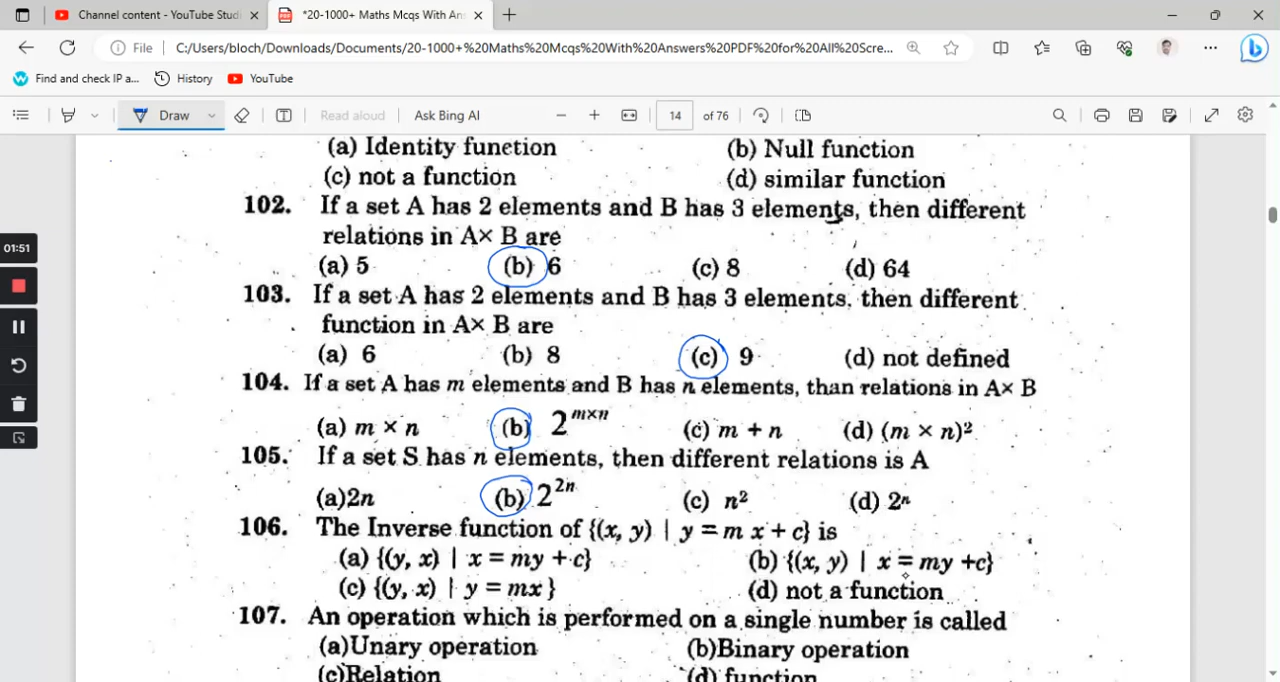 Channel content - YouTube Studi
*20-1000+ Maths Mcqs With Ans
File
C:/Users/bloch/Downloads/Documents/20-1000+%20Maths%20Mcqs%20With%20Answers%20PDF%20for%20All%20Scre...
Find and check IP a...
History
YouTube
Draw
Read aloud
Ask Bing AI
14
of 76
(a) Identity function
(b) Null function
(c) not a function
(d) similar function
102. If a set A has 2 elements and B has 3 elements, then different
relations in A× B are
(a) 5 (b) 6 (c) 8 (d) 64
103. If a set A has 2 elements and B has 3 elements, then different
function in A× B are
(a) 6 (b) 8 (c) 9 (d) not defined
104. If a set A has m elements and B has n elements, than relations in A× B
(a) m × n (b) 2^{m×n} (c) m + n (d) (m × n)²
105. If a set S has n elements, then different relations is A
(a)2n (b) 2^{2n} (c) n² (d) 2ⁿ
106. The Inverse function of {(x, y) | y = m x + c} is
(a) {(y, x) | x = my + c} (b) {(x, y) | x = my +c}
(c) {(y, x) | y = mx } (d) not a function
107. An operation which is performed on a single number is called
(a)Unary operation (b)Binary operation
(c)Relation (d) function
01:51